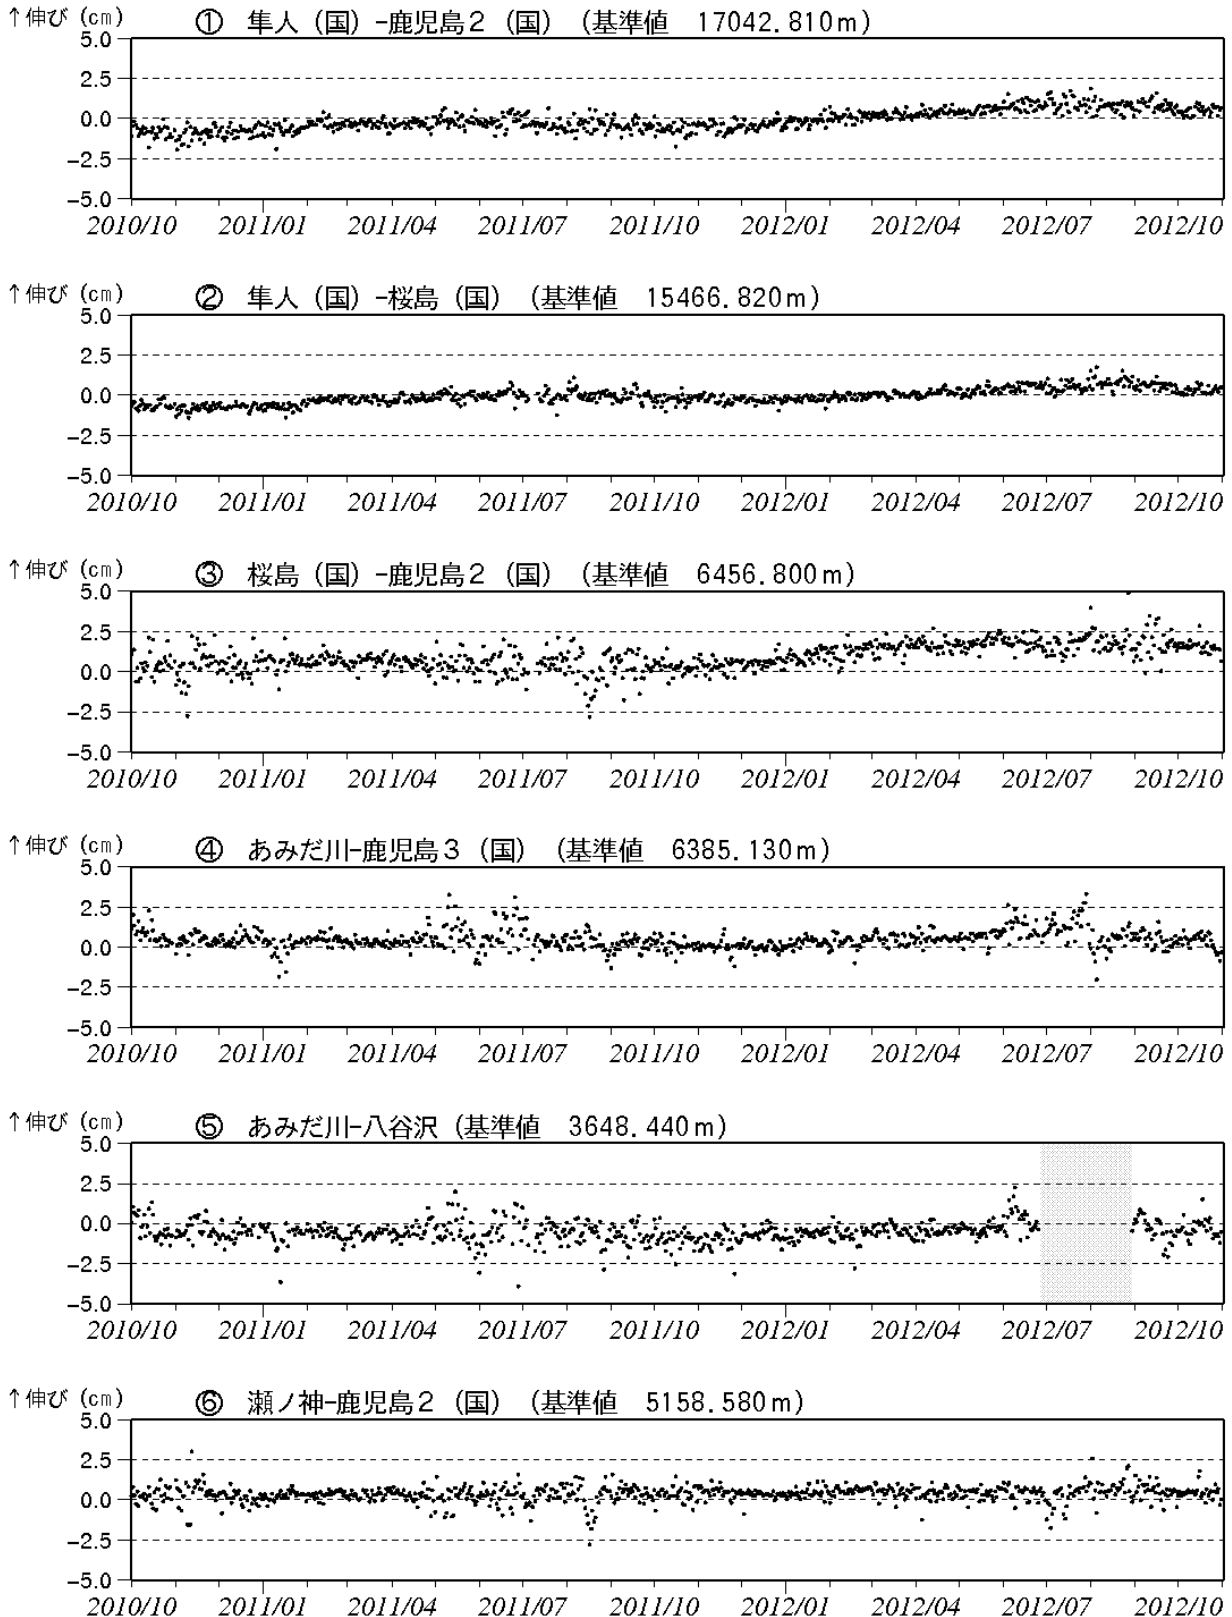 ↑伸び (cm) ① 隼人（国）-鹿児島２（国） （基準値　17042.810m）
5.0
2.5
0.0
-2.5
-5.0
2010/10 2011/01 2011/04 2011/07 2011/10 2012/01 2012/04 2012/07 2012/10
↑伸び (cm) ② 隼人（国）-桜島（国） （基準値　15466.820m）
5.0
2.5
0.0
-2.5
-5.0
2010/10 2011/01 2011/04 2011/07 2011/10 2012/01 2012/04 2012/07 2012/10
↑伸び (cm) ③ 桜島（国）-鹿児島２（国） （基準値　6456.800m）
5.0
2.5
0.0
-2.5
-5.0
2010/10 2011/01 2011/04 2011/07 2011/10 2012/01 2012/04 2012/07 2012/10
↑伸び (cm) ④ あみだ川-鹿児島３（国） （基準値　6385.130m）
5.0
2.5
0.0
-2.5
-5.0
2010/10 2011/01 2011/04 2011/07 2011/10 2012/01 2012/04 2012/07 2012/10
↑伸び (cm) ⑤ あみだ川-八谷沢（基準値　3648.440m）
5.0
2.5
0.0
-2.5
-5.0
2010/10 2011/01 2011/04 2011/07 2011/10 2012/01 2012/04 2012/07 2012/10
↑伸び (cm) ⑥ 瀬ノ神-鹿児島２（国） （基準値　5158.580m）
5.0
2.5
0.0
-2.5
-5.0
2010/10 2011/01 2011/04 2011/07 2011/10 2012/01 2012/04 2012/07 2012/10